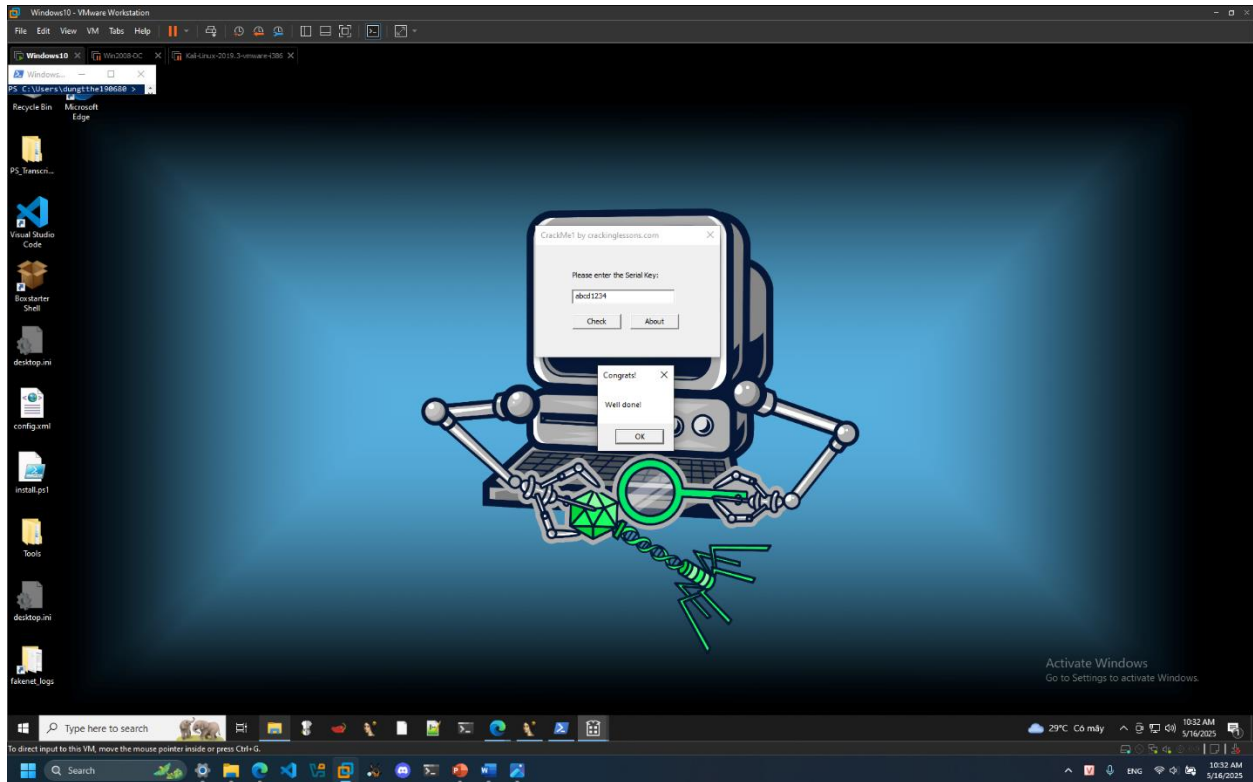 Windows10 - VMware Workstation
File Edit View VM Tabs Help
Windows10 Win2008-DC Kali-Linux-2019.3-vmware-i386
Windows...
PS C:\Users\dungtthe190680 >
Recycle Bin
Microsoft
Edge
PS_Transcri...
Visual Studio
Code
Boxstarter
Shell
desktop.ini
config.xml
install.ps1
Tools
desktop.ini
fakenet_logs
CrackMe1 by crackinglessons.com
Please enter the Serial Key:
abcd1234
Check About
Congrats!
Well done!
OK
Activate Windows
Go to Settings to activate Windows.
Type here to search
29°C Có mây
10:32 AM
5/16/2025
To direct input to this VM, move the mouse pointer inside or press Ctrl+G.
Search
ENG
10:32 AM
5/16/2025